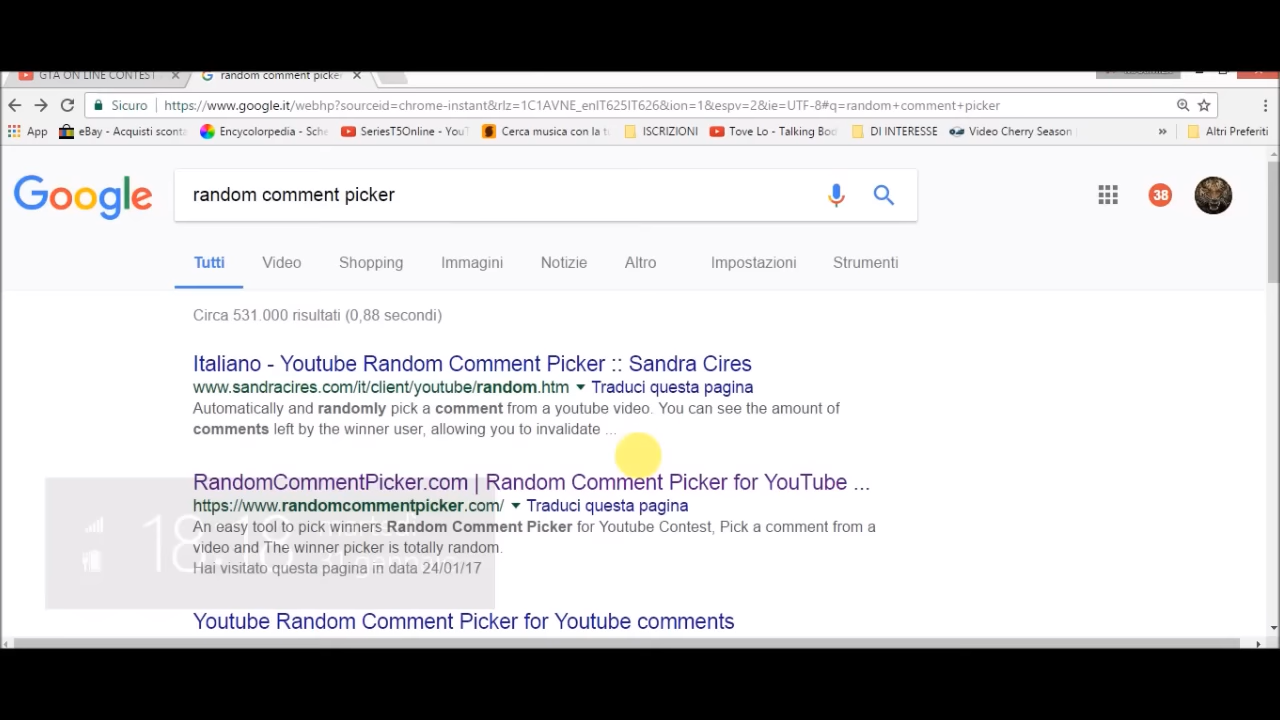 GTA ON LINE CONTEST
random comment picker
Sicuro https://www.google.it/webhp?sourceid=chrome-instant&rlz=1C1AVNE_enIT625IT626&ion=1&espv=2&ie=UTF-8#q=random+comment+picker
App eBay - Acquisti sconta Encycolorpedia - Sche SeriesT5Online - YouT Cerca musica con la t ISCRIZIONI Tove Lo - Talking Bod DI INTERESSE Video Cherry Season » Altri Preferiti
Google random comment picker 38
Tutti Video Shopping Immagini Notizie Altro Impostazioni Strumenti
Circa 531.000 risultati (0,88 secondi)
Italiano - Youtube Random Comment Picker :: Sandra Cires
www.sandracires.com/it/client/youtube/random.htm Traduci questa pagina
Automatically and randomly pick a comment from a youtube video. You can see the amount of
comments left by the winner user, allowing you to invalidate ...
RandomCommentPicker.com | Random Comment Picker for YouTube ...
https://www.randomcommentpicker.com/ Traduci questa pagina
An easy tool to pick winners Random Comment Picker for Youtube Contest, Pick a comment from a
video and The winner picker is totally random.
Hai visitato questa pagina in data 24/01/17
18:18 martedì
gennaio
Youtube Random Comment Picker for Youtube comments